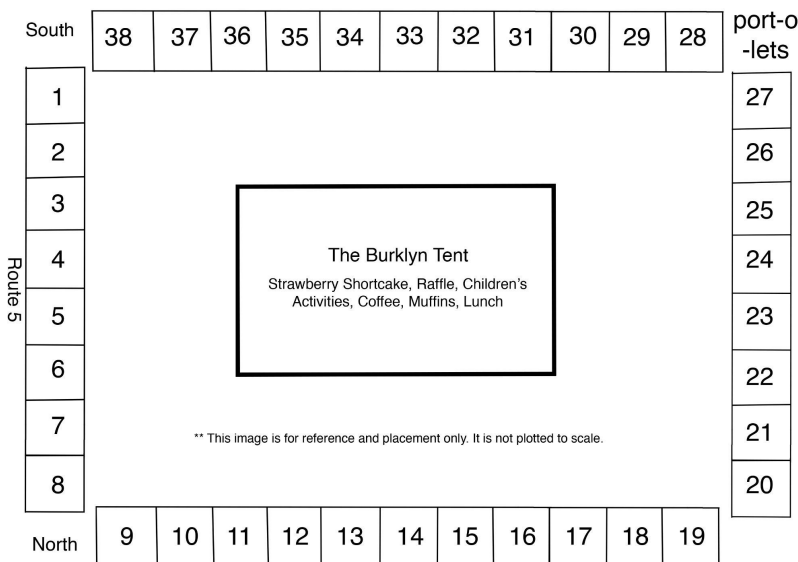 South
38 37 36 35 34 33 32 31 30 29 28
port-o
-lets
1
2
3
4
5
6
7
8
Route 5
The Burklyn Tent
Strawberry Shortcake, Raffle, Children's
Activities, Coffee, Muffins, Lunch
** This image is for reference and placement only. It is not plotted to scale.
27
26
25
24
23
22
21
20
North
9 10 11 12 13 14 15 16 17 18 19